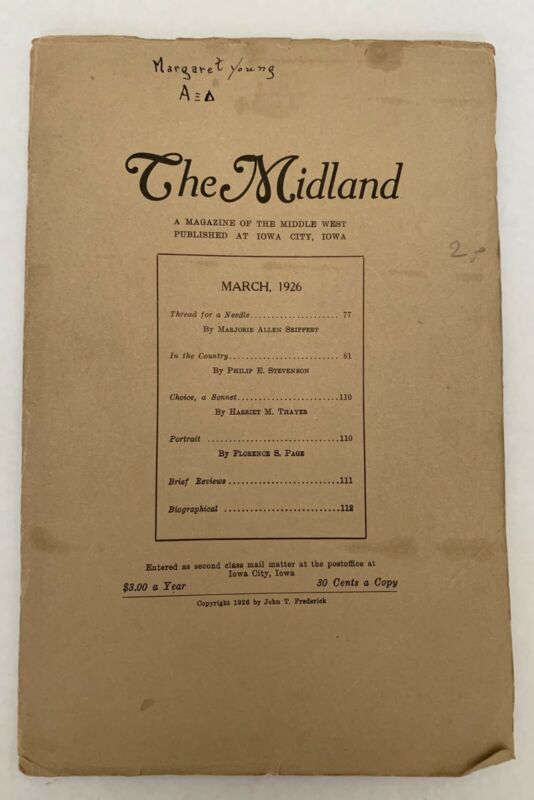 Margaret Young
ΑΞΔ
The Midland
A MAGAZINE OF THE MIDDLE WEST
PUBLISHED AT IOWA CITY, IOWA
MARCH, 1926
Thread for a Needle.................... 77
By MARJORIE ALLEN SEIFFERT
In the Country......................... 81
By PHILIP E. STEVENSON
Choice, a Sonnet.......................110
By HARRIET M. THAYER
Portrait ..............................110
By FLORENCE S. PAGE
Brief Reviews .........................111
Biographical ..........................112
Entered as second class mail matter at the postoffice at
Iowa City, Iowa
$3.00 a Year 30 Cents a Copy
Copyright 1926 by John T. Frederick